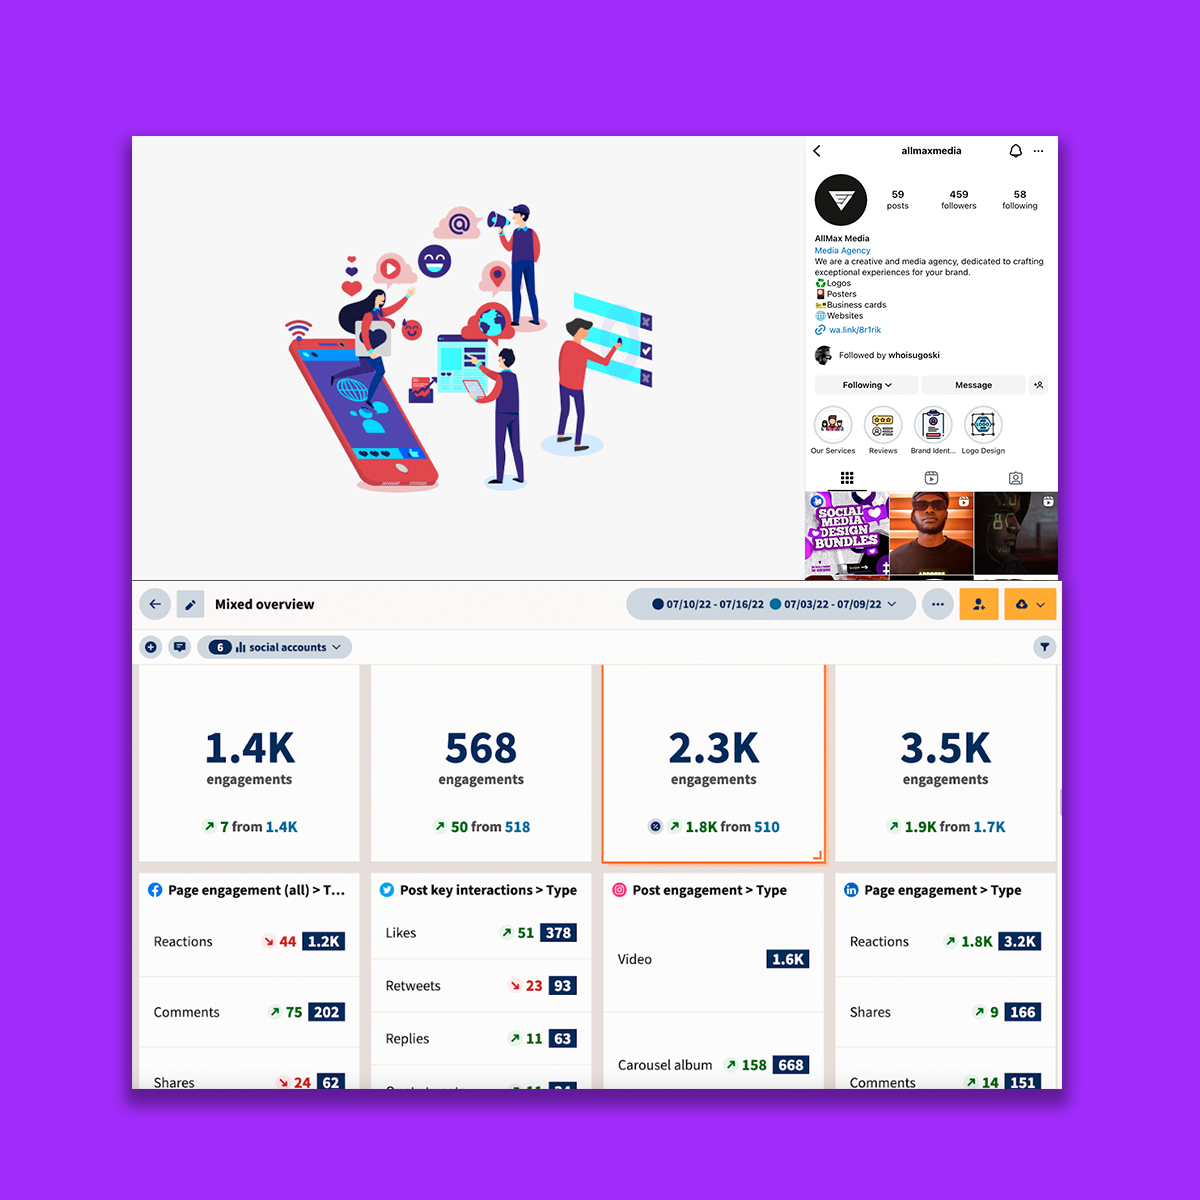 allmaxmedia
59
459
58
posts
followers
following
AllMax Media
Media Agency
We are a creative and media agency, dedicated to crafting
exceptional experiences for your brand.
Logos
Posters
Business cards
Websites
wa.link/8r1rik
Followed by whoisugoski
Following
Message
Our Services
Reviews
Brand Ident...
Logo Design
SOCIAL
MEDIA
DESIGN
BUNDLES
Mixed overview
07/10/22 - 07/16/22
07/03/22 - 07/09/22
6 social accounts
1.4K
engagements
7 from 1.4K
568
engagements
50 from 518
2.3K
engagements
1.8K from 510
3.5K
engagements
1.9K from 1.7K
Page engagement (all) > T...
Reactions 44 1.2K
Comments 75 202
Shares 24 62
Post key interactions > Type
Likes 51 378
Retweets 23 93
Replies 11 63
Post engagement > Type
Video 1.6K
Carousel album 158 668
Page engagement > Type
Reactions 1.8K 3.2K
Shares 9 166
Comments 14 151